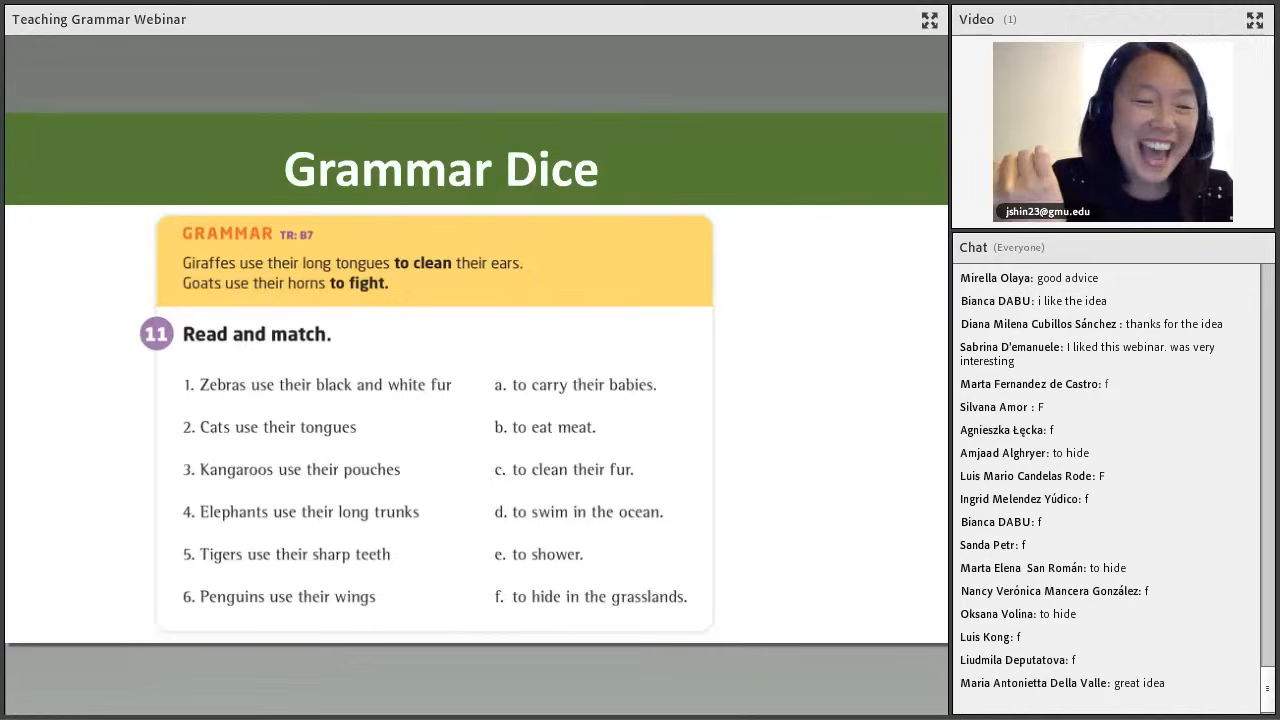 Teaching Grammar Webinar
Grammar Dice
GRAMMAR TR: B7
Giraffes use their long tongues to clean their ears.
Goats use their horns to fight.
11 Read and match.
1. Zebras use their black and white fur
a. to carry their babies.
2. Cats use their tongues
b. to eat meat.
3. Kangaroos use their pouches
c. to clean their fur.
4. Elephants use their long trunks
d. to swim in the ocean.
5. Tigers use their sharp teeth
e. to shower.
6. Penguins use their wings
f. to hide in the grasslands.
Video (1)
jshin23@gmu.edu
Chat (Everyone)
Mirella Olaya: good advice
Bianca DABU: i like the idea
Diana Milena Cubillos Sánchez : thanks for the idea
Sabrina D'emanuele: I liked this webinar. was very
interesting
Marta Fernandez de Castro: f
Silvana Amor : F
Agnieszka Łęcka: f
Amjaad Alghryer: to hide
Luis Mario Candelas Rode: F
Ingrid Melendez Yúdico: f
Bianca DABU: f
Sanda Petr: f
Marta Elena San Román: to hide
Nancy Verónica Mancera González: f
Oksana Volina: to hide
Luis Kong: f
Liudmila Deputatova: f
Maria Antonietta Della Valle: great idea